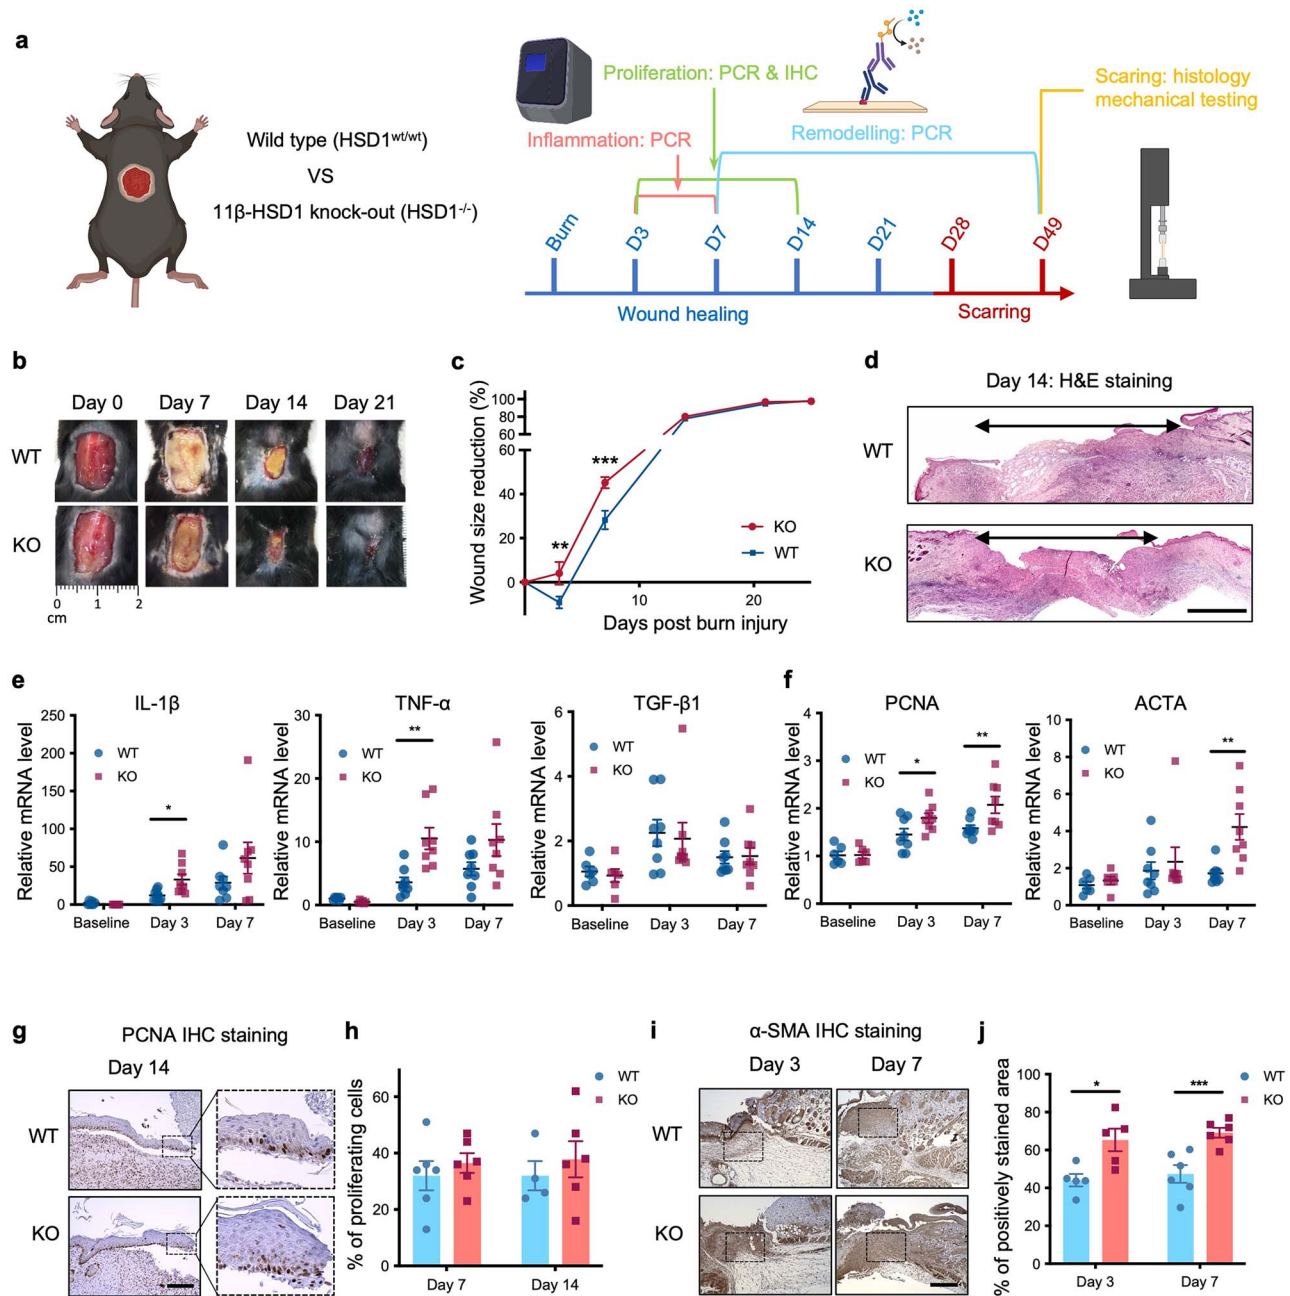 a
Wild type (HSD1wt/wt)
VS
11β-HSD1 knock-out (HSD1-/-)
Proliferation: PCR & IHC
Inflammation: PCR
Remodelling: PCR
Scaring: histology
mechanical testing
Burn
D3
D7
D14
D21
D28
D49
Wound healing
Scarring
b
Day 0
Day 7
Day 14
Day 21
WT
KO
0
1
2
cm
c
Wound size reduction (%)
100
80
60
60
40
20
0
**
***
KO
WT
10
20
Days post burn injury
d
Day 14: H&E staining
WT
KO
e
IL-1β
Relative mRNA level
250
200
150
100
50
0
WT
KO
*
Baseline
Day 3
Day 7
TNF-α
Relative mRNA level
30
20
10
0
WT
KO
**
Baseline
Day 3
Day 7
TGF-β1
Relative mRNA level
6
4
2
0
WT
KO
Baseline
Day 3
Day 7
f
PCNA
Relative mRNA level
4
3
2
1
0
WT
KO
*
**
Baseline
Day 3
Day 7
ACTA
Relative mRNA level
10
8
6
4
2
0
WT
KO
**
Baseline
Day 3
Day 7
g
PCNA IHC staining
Day 14
WT
KO
h
% of proliferating cells
60
40
20
0
WT
KO
Day 7
Day 14
i
α-SMA IHC staining
Day 3
Day 7
WT
KO
j
% of positively stained area
100
80
60
40
20
0
*
***
WT
KO
Day 3
Day 7